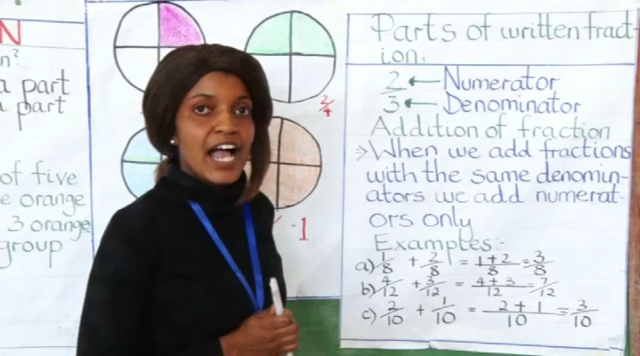 N
n?
a part
a part
of five
e orange
3 orange
group
2/4
1
Parts of written fract-
ion.
2 ← Numerator
3 ← Denominator
Addition of fraction
When we add fractions
with the same denomin-
ators we add numerat-
ors only
Examples:-
a) 1/8 + 2/8 = 1+2/8 = 3/8
b) 4/12 + 3/12 = 4+3/12 = 7/12
c) 2/10 + 1/10 = 2+1/10 = 3/10